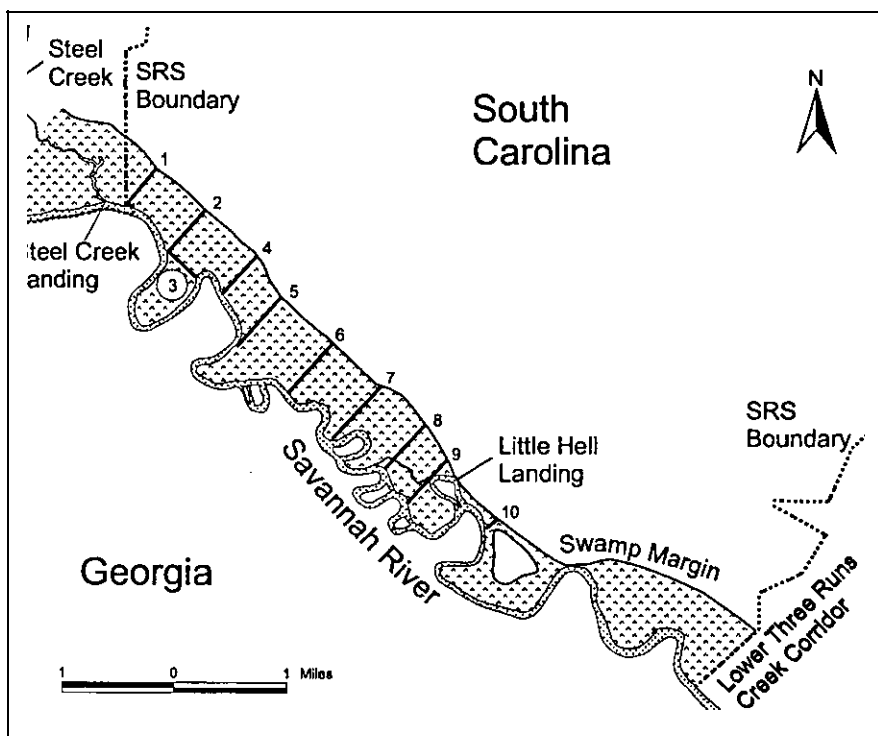 Steel
Creek
SRS
Boundary
South
Carolina
N
1
2
teel Creek
anding
3
4
5
6
7
8
9
Little Hell
Landing
10
SRS
Boundary
Savannah River
Swamp Margin
Georgia
Lower Three Runs
Creek Corridor
1 0 1 Miles